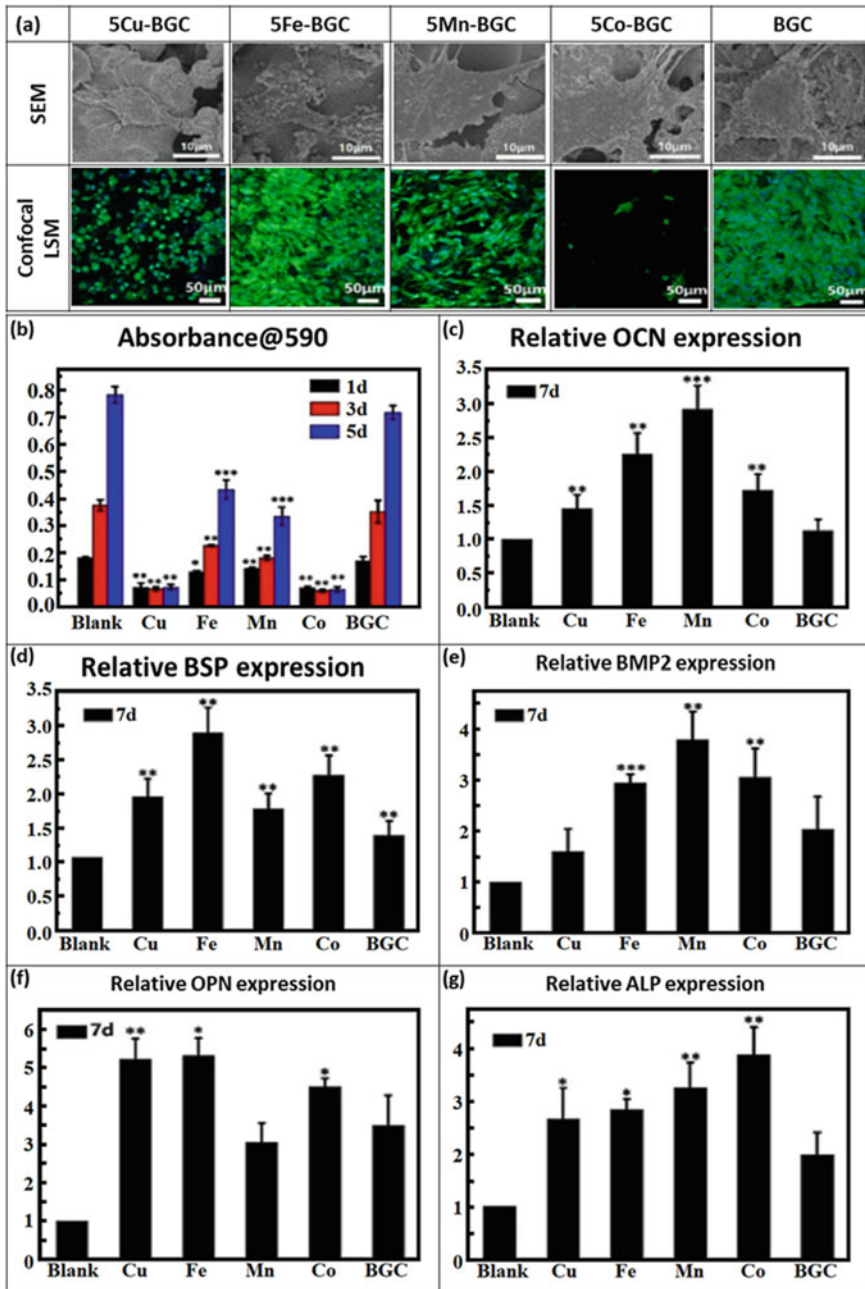 (a) 5Cu-BGC 5Fe-BGC 5Mn-BGC 5Co-BGC BGC
SEM
10μm 10μm 10μm 10μm 10μm
Confocal
LSM
50μm 50μm 50μm 50μm 50μm
(b) Absorbance@590
0.8
0.7
0.6
0.5
0.4
0.3
0.2
0.1
0.0
1d
3d
5d
** ** ** * ** *** ** ** *** ** ** **
Blank Cu Fe Mn Co BGC
(c) Relative OCN expression
3.5
3.0
2.5
2.0
1.5
1.0
0.5
0.0
7d
** ** *** **
Blank Cu Fe Mn Co BGC
(d) Relative BSP expression
3.5
3.0
2.5
2.0
1.5
1.0
0.5
0.0
7d
** ** ** ** **
Blank Cu Fe Mn Co BGC
(e) Relative BMP2 expression
4
3
2
1
0
7d
*** ** **
Blank Cu Fe Mn Co BGC
(f) Relative OPN expression
6
5
4
3
2
1
0
7d
** * *
Blank Cu Fe Mn Co BGC
(g) Relative ALP expression
4
3
2
1
0
7d
* * ** **
Blank Cu Fe Mn Co BGC